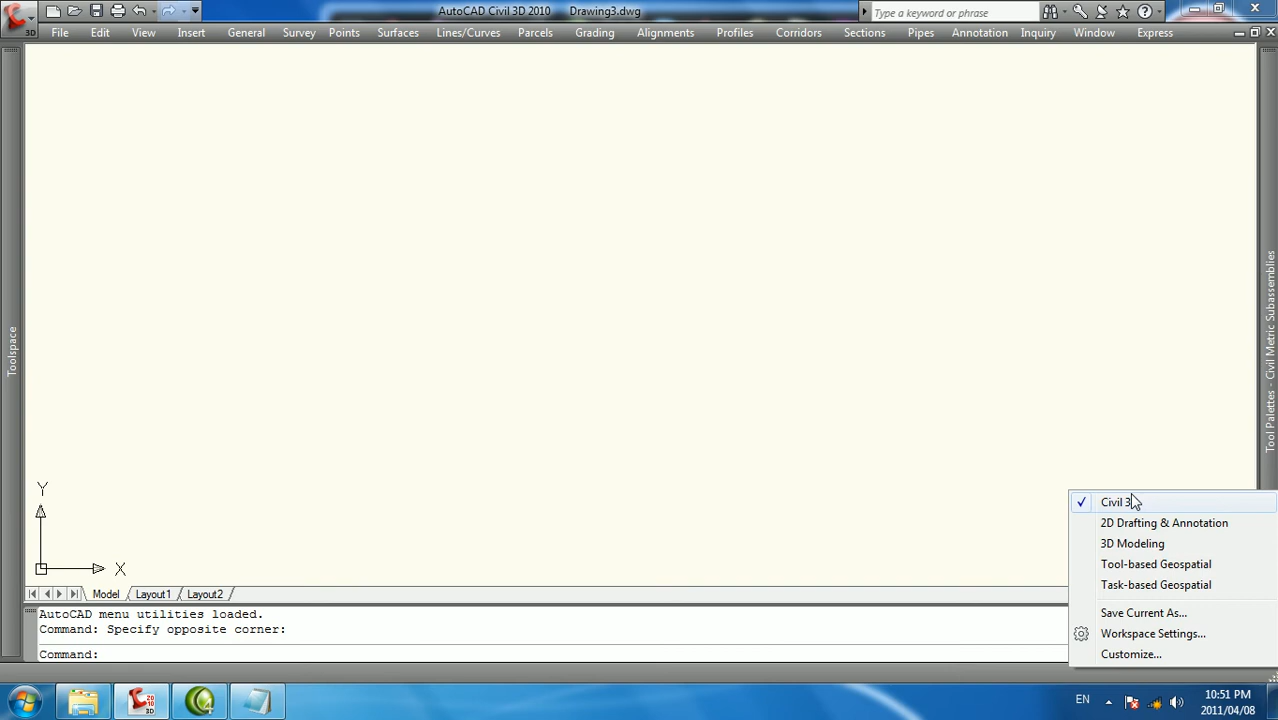 AutoCAD Civil 3D 2010 Drawing3.dwg
Type a keyword or phrase
3D
File Edit View Insert General Survey Points Surfaces Lines/Curves Parcels Grading Alignments Profiles Corridors Sections Pipes Annotation Inquiry Window Express
Toolspace
Tool Palettes - Civil Metric Subassemblies
Y
X
Civil 3
2D Drafting & Annotation
3D Modeling
Tool-based Geospatial
Task-based Geospatial
Save Current As...
Workspace Settings...
Customize...
Model Layout1 Layout2
AutoCAD menu utilities loaded.
Command: Specify opposite corner:
Command:
EN
10:51 PM
2011/04/08